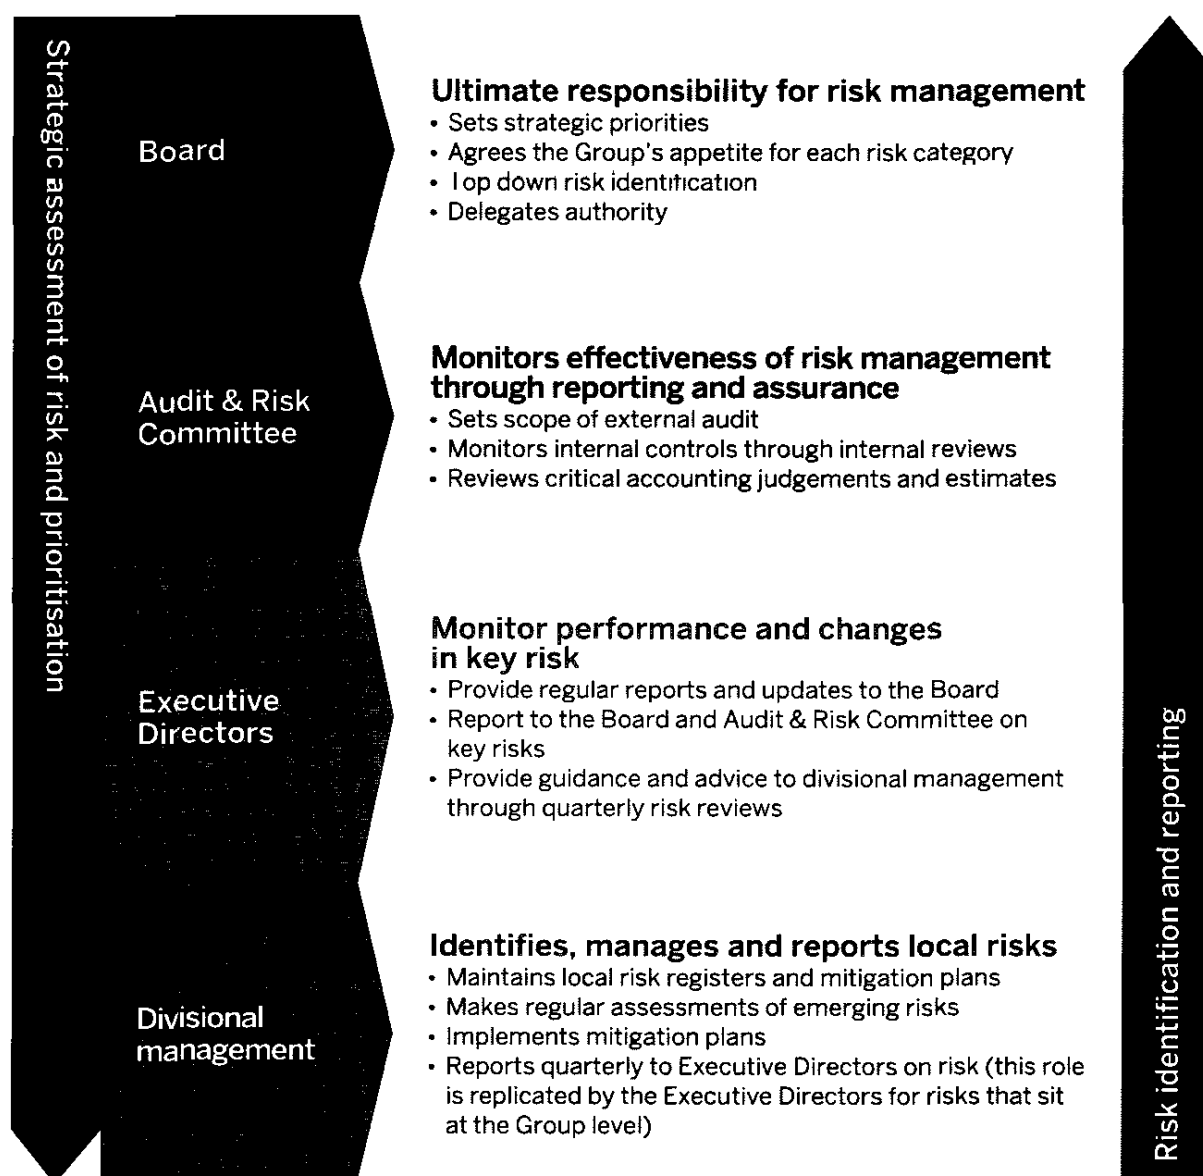 Strategic assessment of risk and prioritisation
Board
Ultimate responsibility for risk management
• Sets strategic priorities
• Agrees the Group's appetite for each risk category
• Top down risk identification
• Delegates authority
Audit & Risk
Committee
Monitors effectiveness of risk management
through reporting and assurance
• Sets scope of external audit
• Monitors internal controls through internal reviews
• Reviews critical accounting judgements and estimates
Executive
Directors
Monitor performance and changes
in key risk
• Provide regular reports and updates to the Board
• Report to the Board and Audit & Risk Committee on
key risks
• Provide guidance and advice to divisional management
through quarterly risk reviews
Divisional
management
Identifies, manages and reports local risks
• Maintains local risk registers and mitigation plans
• Makes regular assessments of emerging risks
• Implements mitigation plans
• Reports quarterly to Executive Directors on risk (this role
is replicated by the Executive Directors for risks that sit
at the Group level)
Risk identification and reporting